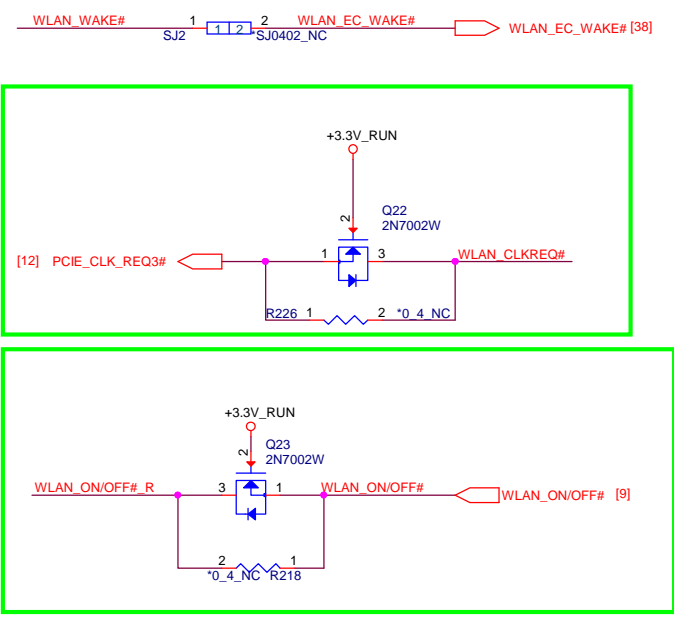 WLAN_WAKE# 1 2 WLAN_EC_WAKE#
1 2
SJ2 *SJ0402_NC
WLAN_EC_WAKE# [38]
+3.3V_RUN
2
Q22
2N7002W
[12] PCIE_CLK_REQ3# 1 3 WLAN_CLKREQ#
R226 1 2 *0_4_NC
+3.3V_RUN
2
Q23
2N7002W
WLAN_ON/OFF#_R 3 1 WLAN_ON/OFF#
WLAN_ON/OFF# [9]
2 1
*0_4_NC R218